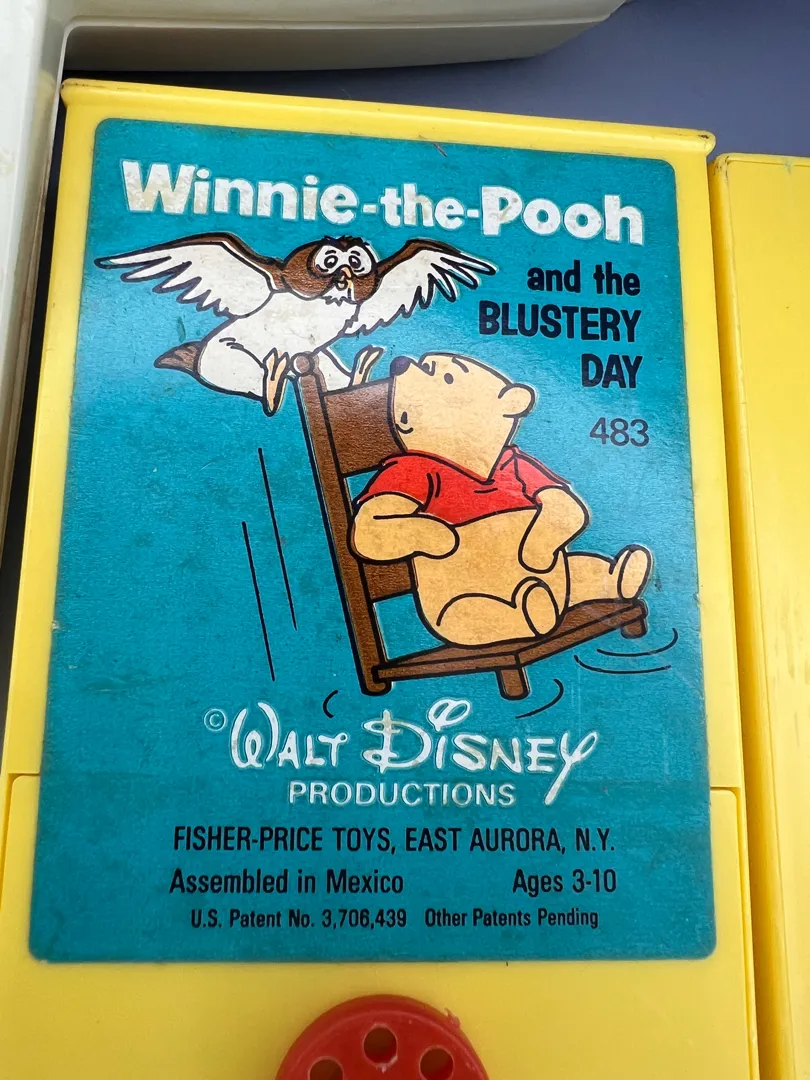 Winnie-the-Pooh
and the
BLUSTERY
DAY
483
© WALT DISNEY
PRODUCTIONS
FISHER-PRICE TOYS, EAST AURORA, N.Y.
Assembled in Mexico Ages 3-10
U.S. Patent No. 3,706,439 Other Patents Pending